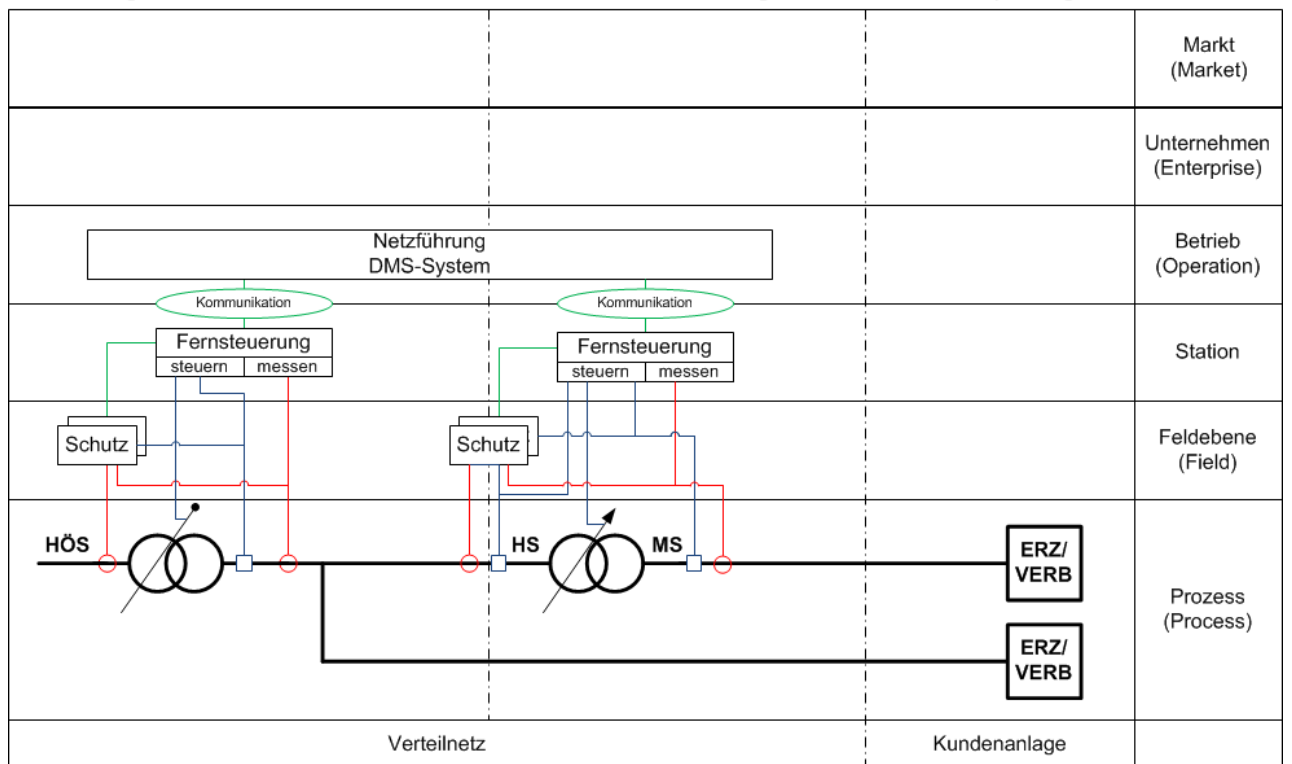 Markt
(Market)
Unternehmen
(Enterprise)
Netzführung
DMS-System
Betrieb
(Operation)
Kommunikation
Kommunikation
Fernsteuerung
steuern
messen
Fernsteuerung
steuern
messen
Station
Schutz
Schutz
Feldebene
(Field)
HÖS
HS
MS
ERZ/
VERB
ERZ/
VERB
Prozess
(Process)
Verteilnetz
Kundenanlage